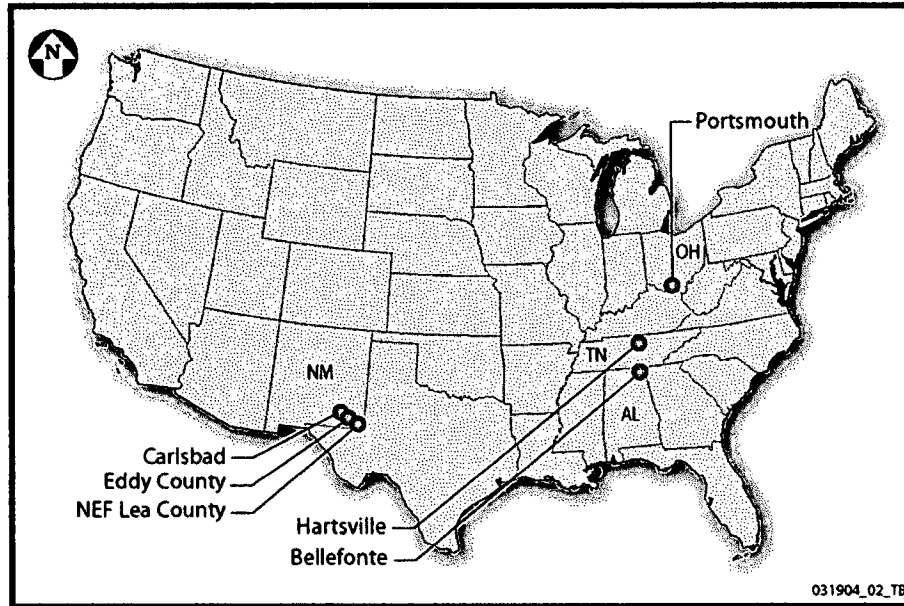 N
Portsmouth
OH
TN
NM
AL
Carlsbad
Eddy County
NEF Lea County
Hartsville
Bellefonte
031904_02_TB